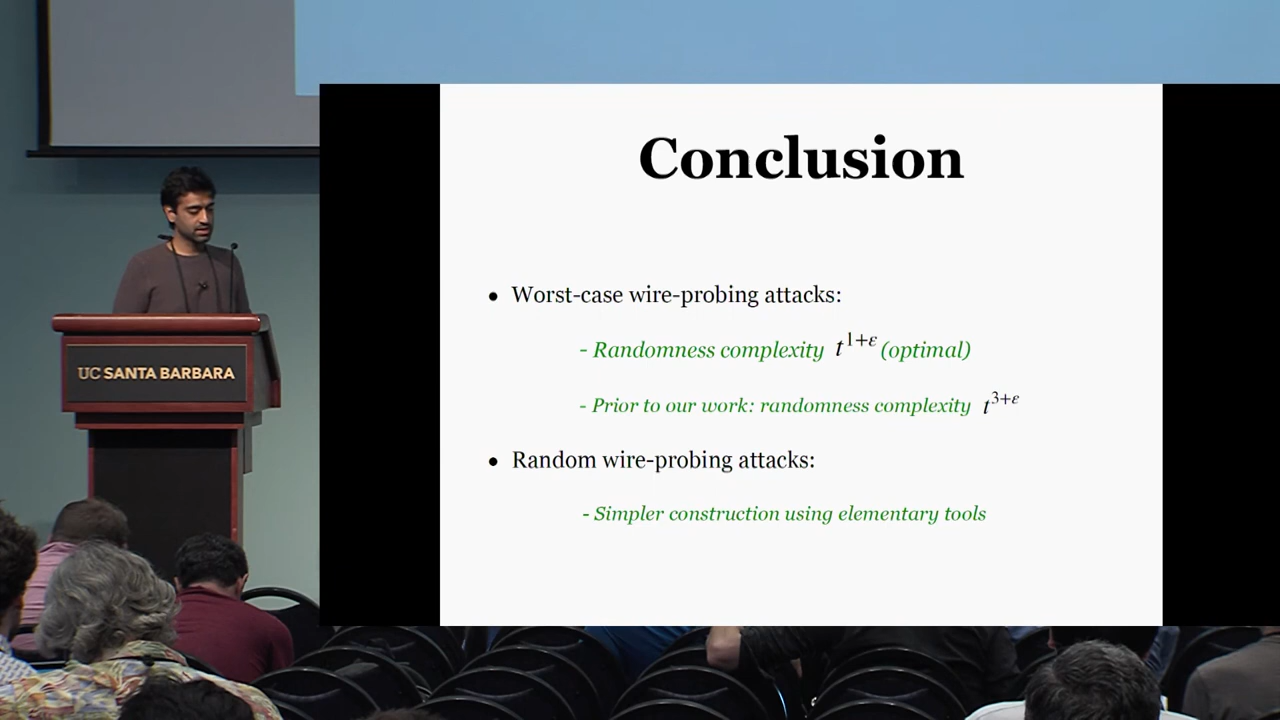 Conclusion
• Worst-case wire-probing attacks:
- Randomness complexity t^{1+ε} (optimal)
- Prior to our work: randomness complexity t^{3+ε}
• Random wire-probing attacks:
- Simpler construction using elementary tools
UC SANTA BARBARA